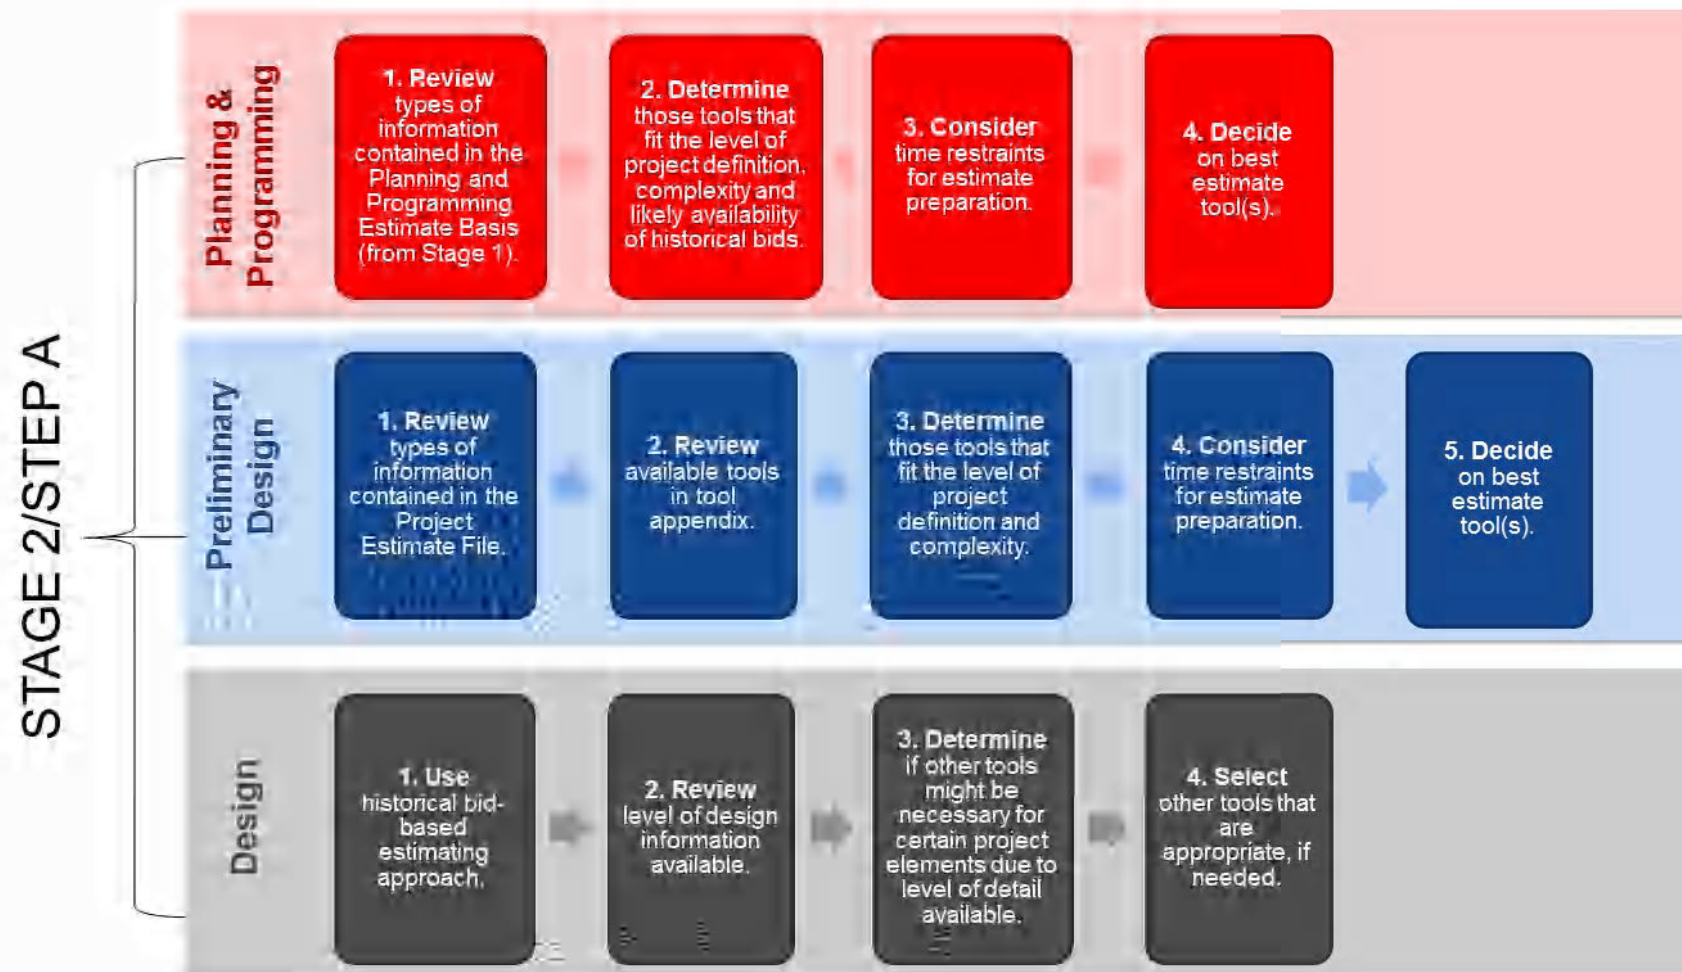 STAGE 2/STEP A
Planning &
Programming
1. Review
types of
information
contained in the
Planning and
Programming
Estimate Basis
(from Stage 1).
2. Determine
those tools that
fit the level of
project definition,
complexity and
likely availability
of historical bids.
3. Consider
time restraints
for estimate
preparation.
4. Decide
on best
estimate
tool(s).
Preliminary
Design
1. Review
types of
information
contained in the
Project
Estimate File.
2. Review
available tools
in tool
appendix.
3. Determine
those tools that
fit the level of
project
definition and
complexity.
4. Consider
time restraints
for estimate
preparation.
5. Decide
on best
estimate
tool(s).
Design
1. Use
historical bid-
based
estimating
approach.
2. Review
level of design
information
available.
3. Determine
if other tools
might be
necessary for
certain project
elements due to
level of detail
available.
4. Select
other tools that
are
appropriate, if
needed.